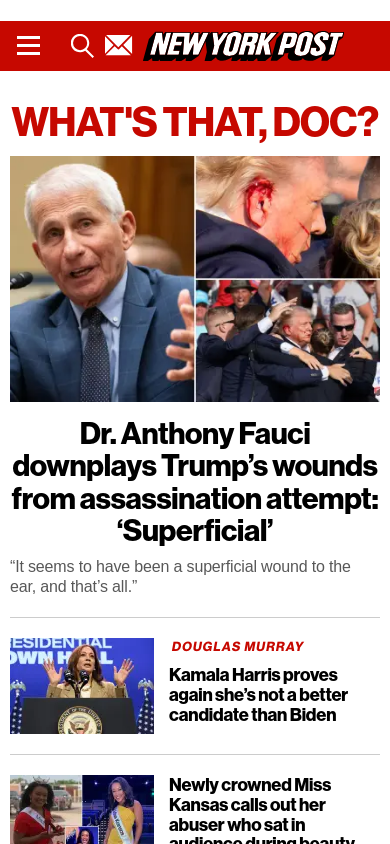 NEW YORK POST
WHAT'S THAT, DOC?
Dr. Anthony Fauci
downplays Trump’s wounds
from assassination attempt:
‘Superficial’
“It seems to have been a superficial wound to the
ear, and that’s all.”
ESIDENTIAL
OWN HALL
DOUGLAS MURRAY
Kamala Harris proves
again she’s not a better
candidate than Biden
Newly crowned Miss
Kansas calls out her
abuser who sat in
audience during beauty